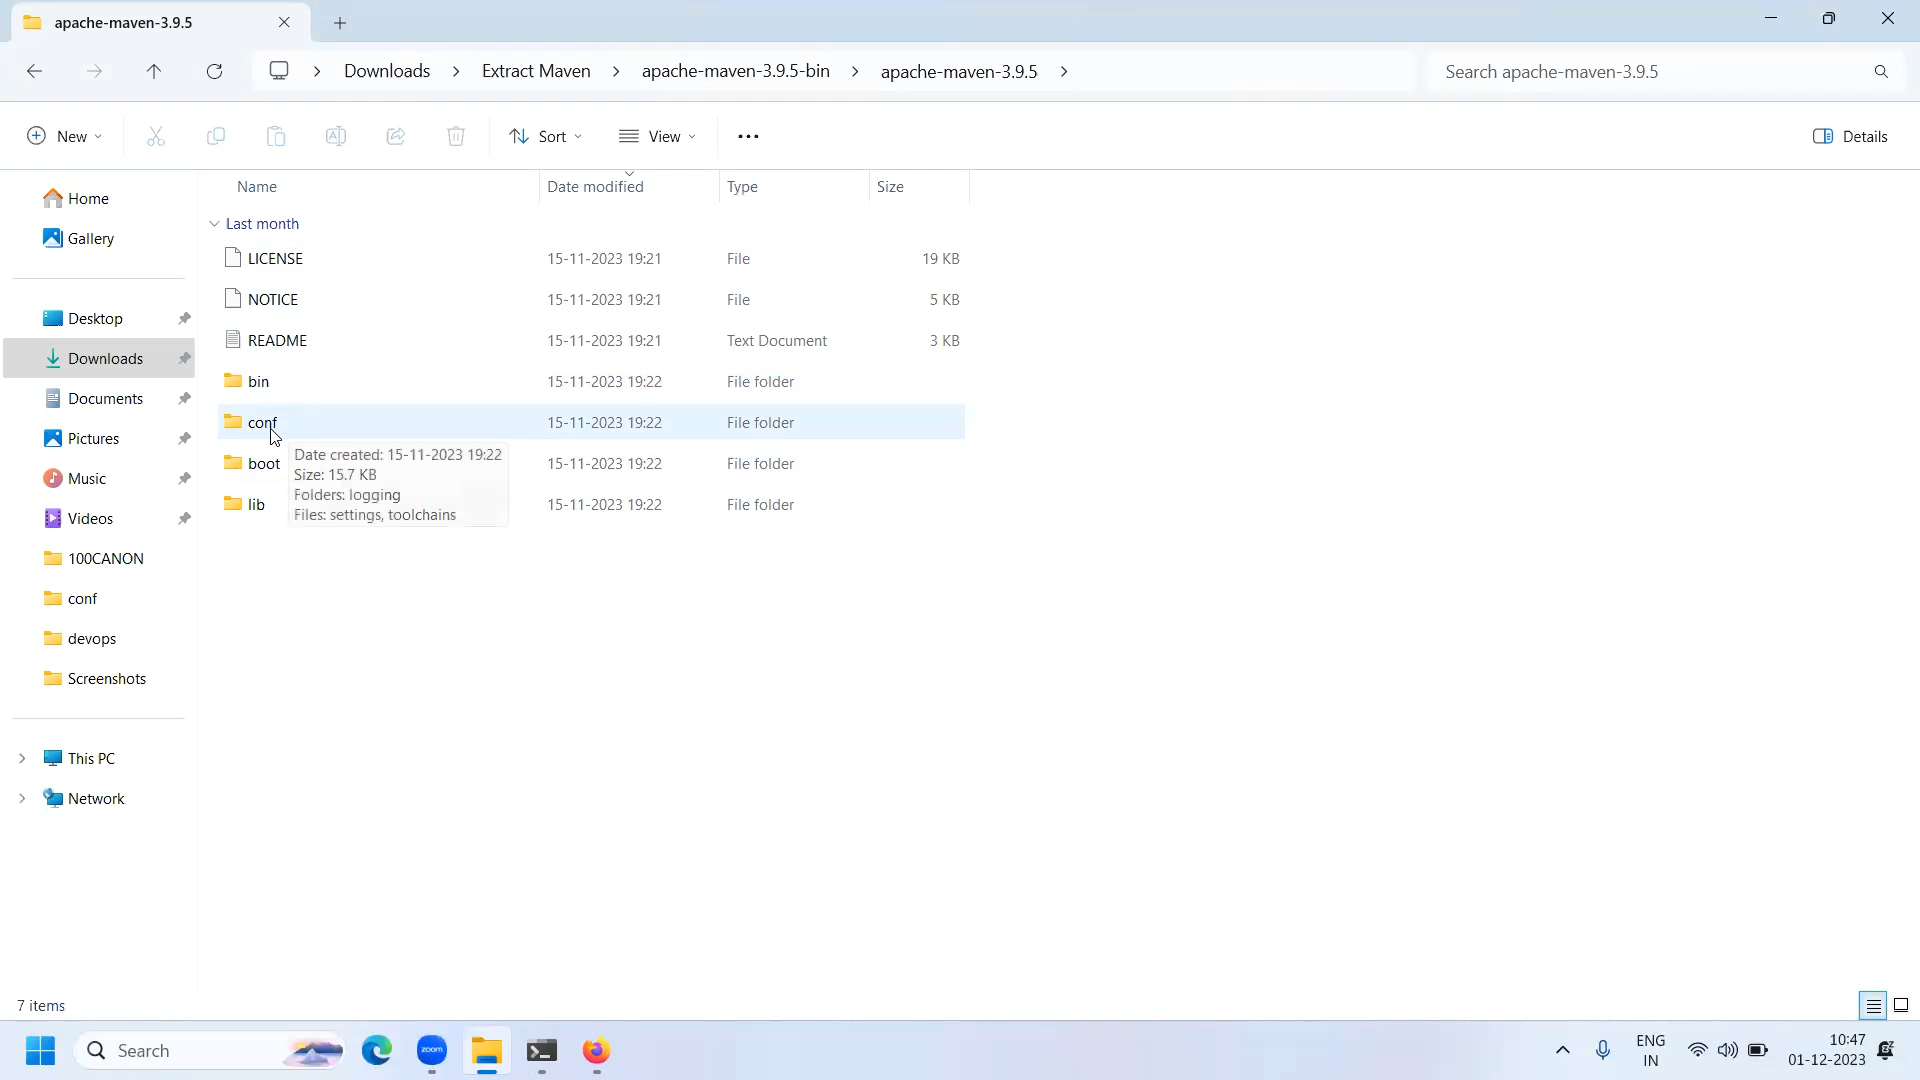 apache-maven-3.9.5
Downloads
Extract Maven
apache-maven-3.9.5-bin
apache-maven-3.9.5
Search apache-maven-3.9.5
New
Sort
View
Details
Name Date modified Type Size
Last month
LICENSE 15-11-2023 19:21 File 19 KB
NOTICE 15-11-2023 19:21 File 5 KB
README 15-11-2023 19:21 Text Document 3 KB
bin 15-11-2023 19:22 File folder
conf 15-11-2023 19:22 File folder
boot 15-11-2023 19:22 File folder
lib 15-11-2023 19:22 File folder
Date created: 15-11-2023 19:22
Size: 15.7 KB
Folders: logging
Files: settings, toolchains
Home
Gallery
Desktop
Downloads
Documents
Pictures
Music
Videos
100CANON
conf
devops
Screenshots
This PC
Network
7 items
Search
zoom
ENG
IN
10:47
01-12-2023